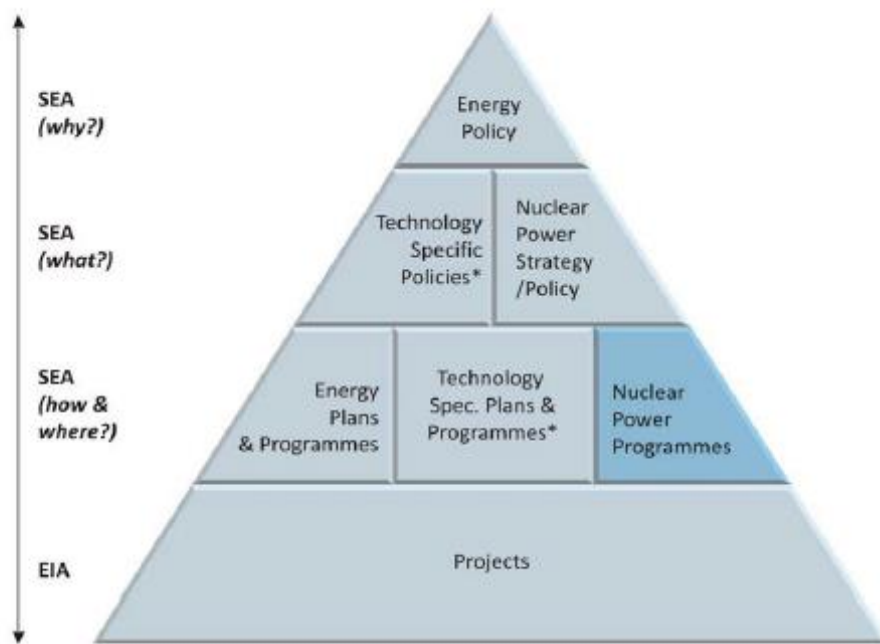 SEA
(why?)
Energy
Policy
SEA
(what?)
Technology
Specific
Policies*
Nuclear
Power
Strategy
/Policy
SEA
(how &
where?)
Energy
Plans
& Programmes
Technology
Spec. Plans &
Programmes*
Nuclear
Power
Programmes
EIA
Projects